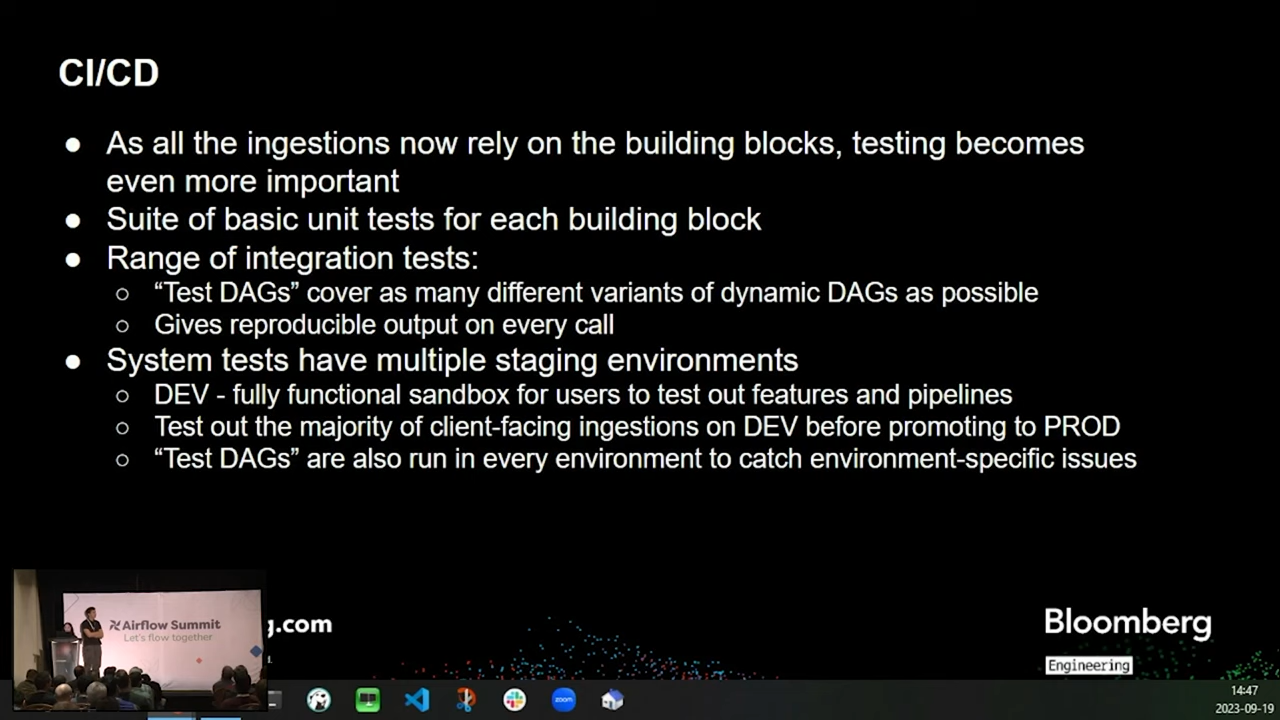 CI/CD
● As all the ingestions now rely on the building blocks, testing becomes
even more important
● Suite of basic unit tests for each building block
● Range of integration tests:
○ “Test DAGs” cover as many different variants of dynamic DAGs as possible
○ Gives reproducible output on every call
● System tests have multiple staging environments
○ DEV - fully functional sandbox for users to test out features and pipelines
○ Test out the majority of client-facing ingestions on DEV before promoting to PROD
○ “Test DAGs” are also run in every environment to catch environment-specific issues
Airflow Summit
Let's flow together
g.com
d.
Bloomberg
Engineering
zoom
14:47
2023-09-19